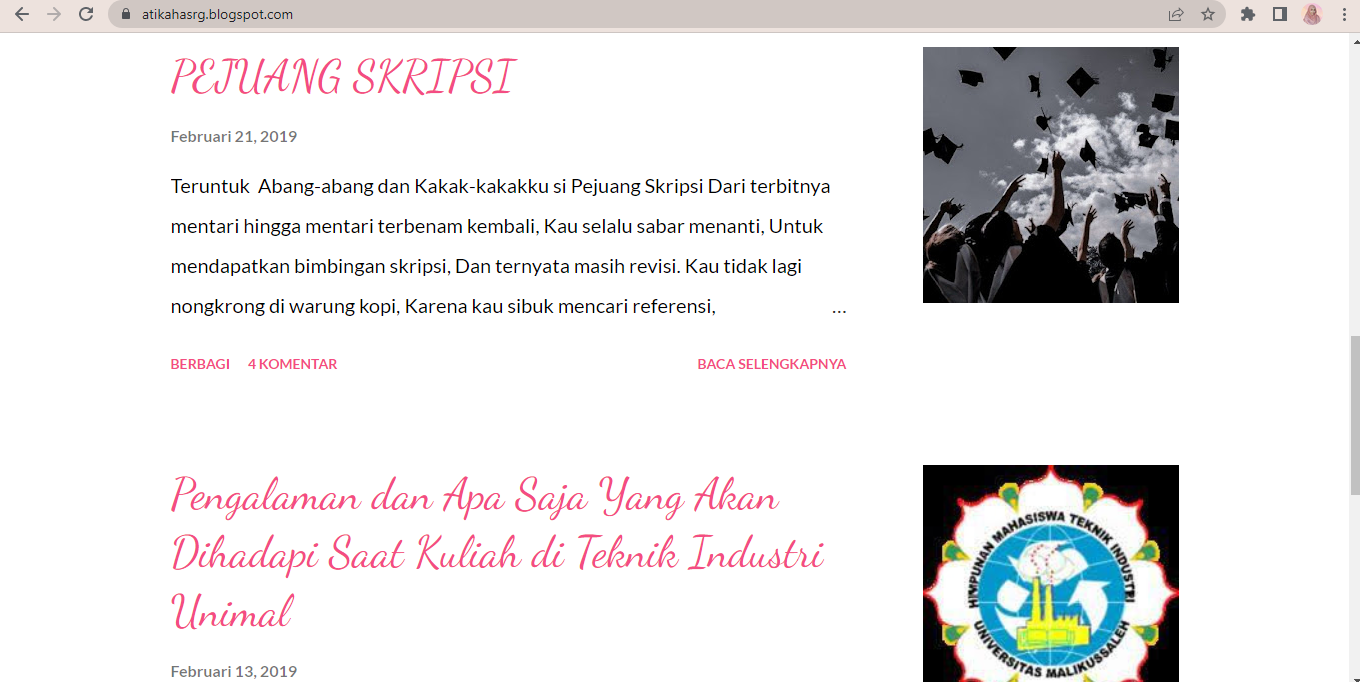 atikahasrg.blogspot.com
PEJUANG SKRIPSI
Februari 21, 2019
Teruntuk  Abang-abang dan Kakak-kakakku si Pejuang Skripsi Dari terbitnya
mentari hingga mentari terbenam kembali, Kau selalu sabar menanti, Untuk
mendapatkan bimbingan skripsi, Dan ternyata masih revisi. Kau tidak lagi
nongkrong di warung kopi, Karena kau sibuk mencari referensi, ...
BERBAGI 4 KOMENTAR BACA SELENGKAPNYA
Pengalaman dan Apa Saja Yang Akan
Dihadapi Saat Kuliah di Teknik Industri
Unimal
Februari 13, 2019
HIMPUNAN MAHASISWA TEKNIK INDUSTRI
UNIVERSITAS MALIKUSSALEH